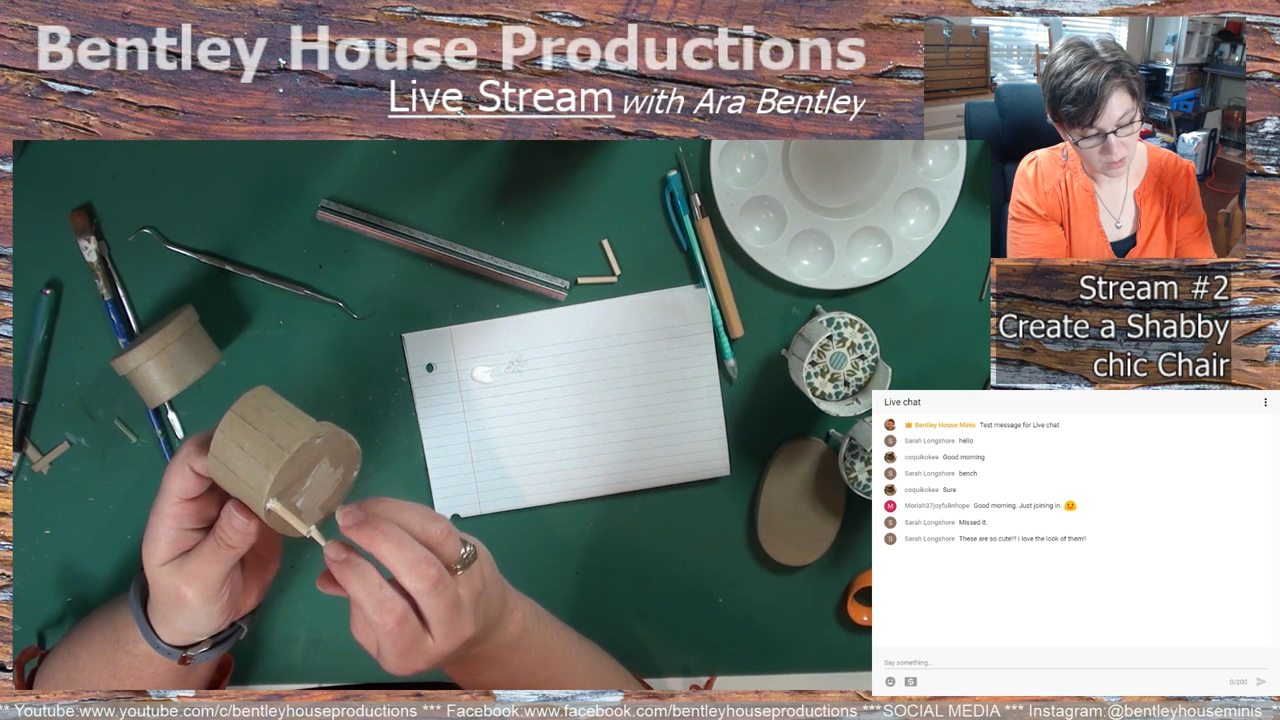 Bentley House Productions
Live Stream with Ara Bentley
Stream #2
Create a Shabby
chic Chair
Live chat
Bentley House Minis Test message for Live chat
S Sarah Longshore hello
coquikokee Good morning
S Sarah Longshore bench
coquikokee Sure
M Moriah37joyfulinhope Good morning. Just joining in.
S Sarah Longshore Missed it.
S Sarah Longshore These are so cute!!! I love the look of them!!
Say something...
0/200
** Youtube:www.youtube.com/c/bentleyhouseproductions *** Facebook:www.facebook.com/bentleyhouseproductions ***SOCIAL MEDIA *** Instagram:@bentleyhouseminis *